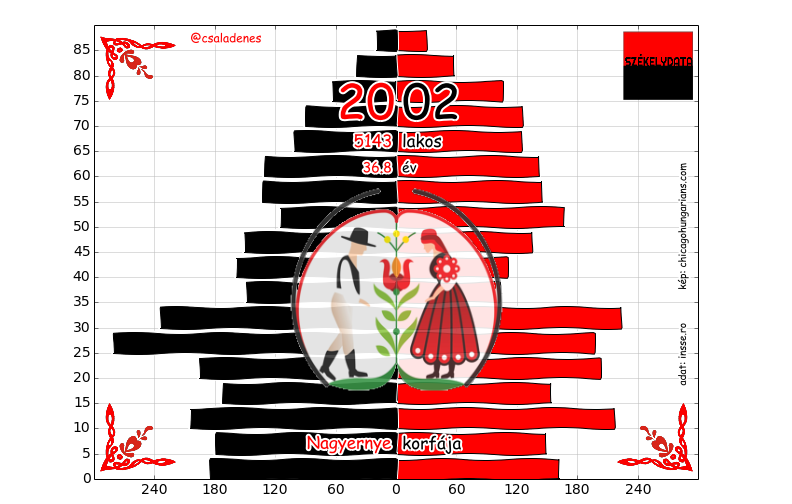 @csaladenes
SZÉKELYDATA
2002
5143 lakos
36.8 év
kép: chicagohungarians.com
adat: insse.ro
Nagyernye korfája
85
80
75
70
65
60
55
50
45
40
35
30
25
20
15
10
5
0
240 180 120 60 0 60 120 180 240